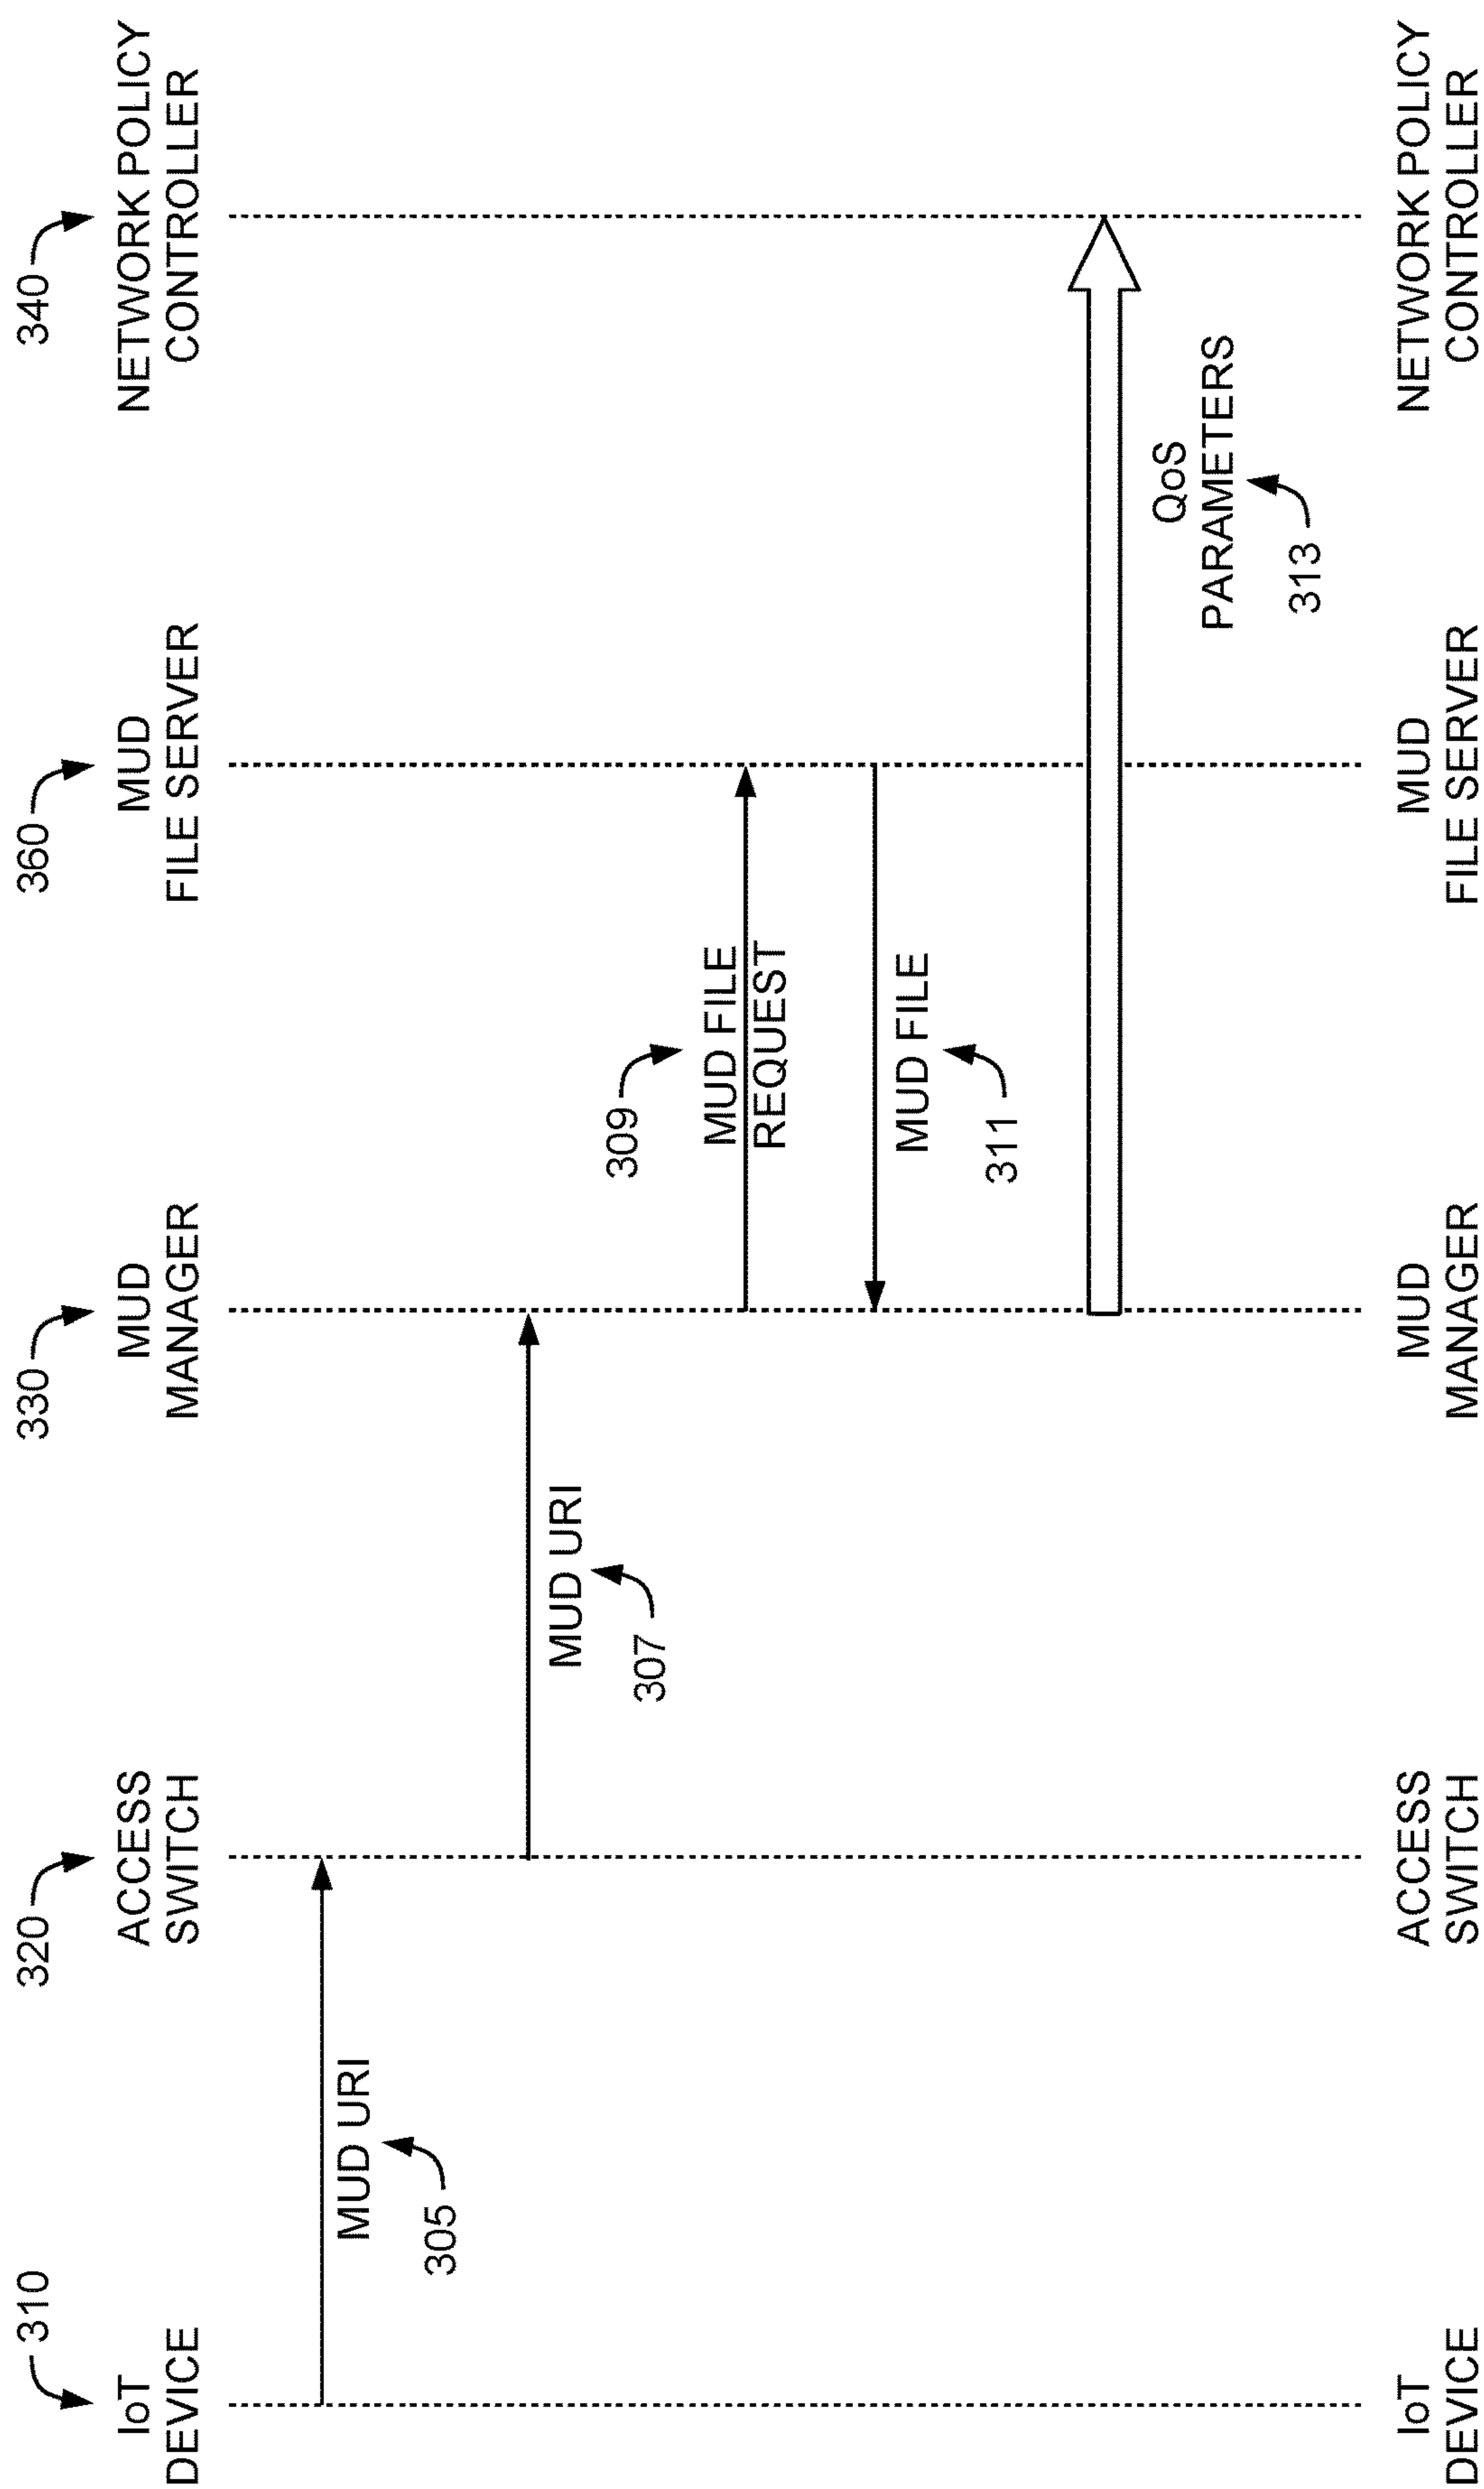 310
320
330
360
340
IoT
DEVICE
ACCESS
SWITCH
MUD
MANAGER
MUD
FILE SERVER
NETWORK POLICY
CONTROLLER
MUD URI
305
MUD URI
307
309
MUD FILE
REQUEST
MUD FILE
311
QoS
PARAMETERS
313
IoT
DEVICE
ACCESS
SWITCH
MUD
MANAGER
MUD
FILE SERVER
NETWORK POLICY
CONTROLLER